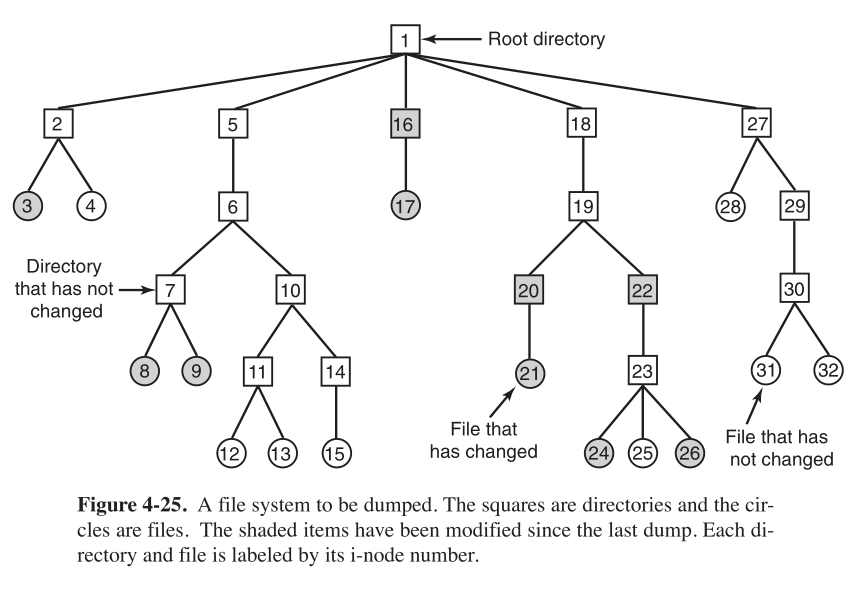 1
Root directory
2
5
16
18
27
3
4
6
17
19
28
29
Directory
that has not
changed
7
10
20
22
30
8
9
11
14
21
23
31
32
File that
has changed
File that has
not changed
12
13
15
24
25
26
Figure 4-25. A file system to be dumped. The squares are directories and the cir-
cles are files. The shaded items have been modified since the last dump. Each di-
rectory and file is labeled by its i-node number.